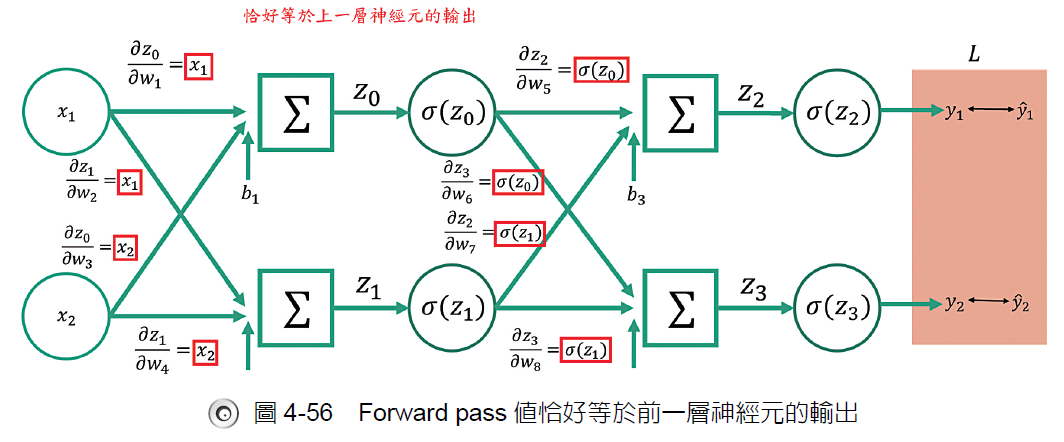 恰好等於上一層神經元的輸出
L
∂z₀/∂w₁ = x₁
∂z₂/∂w₅ = σ(z₀)
x₁
Σ
z₀
σ(z₀)
Σ
z₂
σ(z₂)
y₁
ŷ₁
∂z₁/∂w₂ = x₁
b₁
∂z₃/∂w₆ = σ(z₀)
b₃
∂z₀/∂w₃ = x₂
∂z₂/∂w₇ = σ(z₁)
x₂
Σ
z₁
σ(z₁)
Σ
z₃
σ(z₃)
y₂
ŷ₂
∂z₁/∂w₄ = x₂
∂z₃/∂w₈ = σ(z₁)
圖 4-56 Forward pass 值恰好等於前一層神經元的輸出